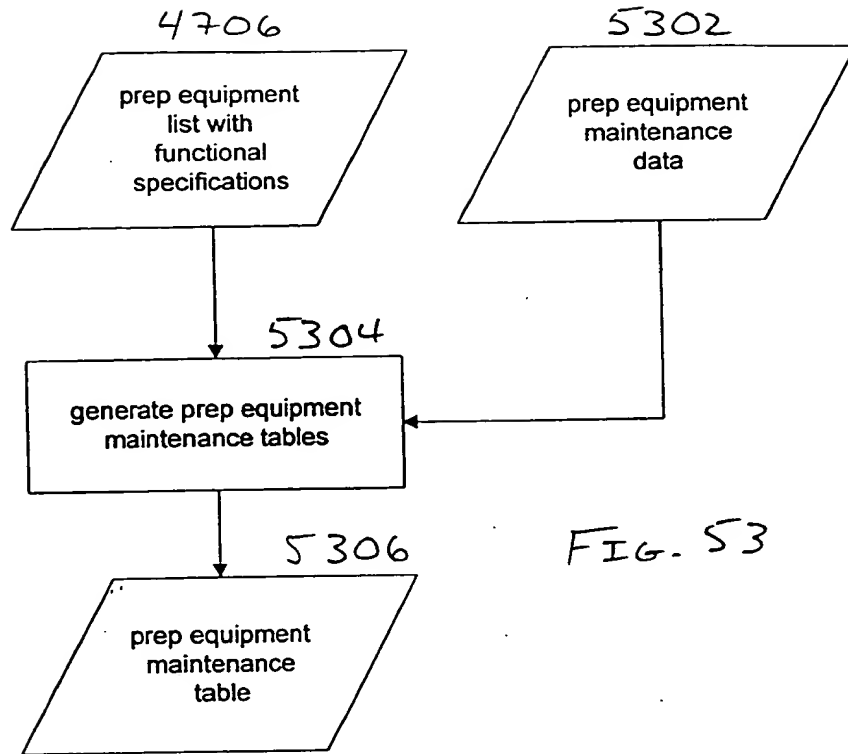 4706
5302
prep equipment
list with
functional
specifications
prep equipment
maintenance
data
5304
generate prep equipment
maintenance tables
5306
FIG. 53
prep equipment
maintenance
table